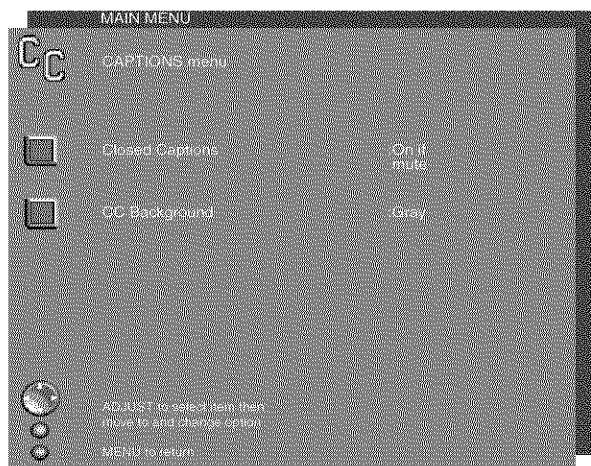 MAIN MENU
CC
CAPTIONS menu
Closed Captions
On if
mute
CC Background
:Gray
ADJUST to select item then
move to and change option
MENU to return